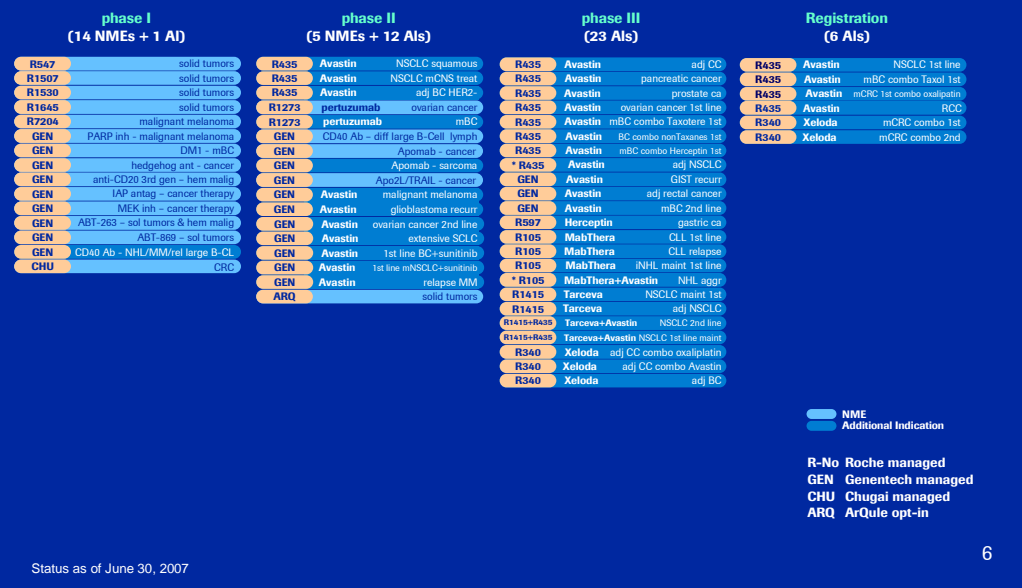 phase I
(14 NMEs + 1 AI)
R547 solid tumors
R1507 solid tumors
R1530 solid tumors
R1645 solid tumors
R7204 malignant melanoma
GEN PARP inh - malignant melanoma
GEN DM1 - mBC
GEN hedgehog ant - cancer
GEN anti-CD20 3rd gen – hem malig
GEN IAP antag – cancer therapy
GEN MEK inh – cancer therapy
GEN ABT-263 – sol tumors & hem malig
GEN ABT-869 – sol tumors
GEN CD40 Ab - NHL/MM/rel large B-CL
CHU CRC
phase II
(5 NMEs + 12 AIs)
R435 Avastin NSCLC squamous
R435 Avastin NSCLC mCNS treat
R435 Avastin adj BC HER2-
R1273 pertuzumab ovarian cancer
R1273 pertuzumab mBC
GEN CD40 Ab – diff large B-Cell lymph
GEN Apomab - cancer
GEN Apomab - sarcoma
GEN Apo2L/TRAIL - cancer
GEN Avastin malignant melanoma
GEN Avastin glioblastoma recurr
GEN Avastin ovarian cancer 2nd line
GEN Avastin extensive SCLC
GEN Avastin 1st line BC+sunitinib
GEN Avastin 1st line mNSCLC+sunitinib
GEN Avastin relapse MM
ARQ solid tumors
phase III
(23 AIs)
R435 Avastin adj CC
R435 Avastin pancreatic cancer
R435 Avastin prostate ca
R435 Avastin ovarian cancer 1st line
R435 Avastin mBC combo Taxotere 1st
R435 Avastin BC combo nonTaxanes 1st
R435 Avastin mBC combo Herceptin 1st
* R435 Avastin adj NSCLC
GEN Avastin GIST recurr
GEN Avastin adj rectal cancer
GEN Avastin mBC 2nd line
R597 Herceptin gastric ca
R105 MabThera CLL 1st line
R105 MabThera CLL relapse
R105 MabThera iNHL maint 1st line
* R105 MabThera+Avastin NHL aggr
R1415 Tarceva NSCLC maint 1st
R1415 Tarceva adj NSCLC
R1415+R435 Tarceva+Avastin NSCLC 2nd line
R1415+R435 Tarceva+Avastin NSCLC 1st line maint
R340 Xeloda adj CC combo oxaliplatin
R340 Xeloda adj CC combo Avastin
R340 Xeloda adj BC
Registration
(6 AIs)
R435 Avastin NSCLC 1st line
R435 Avastin mBC combo Taxol 1st
R435 Avastin mCRC 1st combo oxalipatin
R435 Avastin RCC
R340 Xeloda mCRC combo 1st
R340 Xeloda mCRC combo 2nd
NME
Additional Indication
R-No Roche managed
GEN Genentech managed
CHU Chugai managed
ARQ ArQule opt-in
Status as of June 30, 2007
6